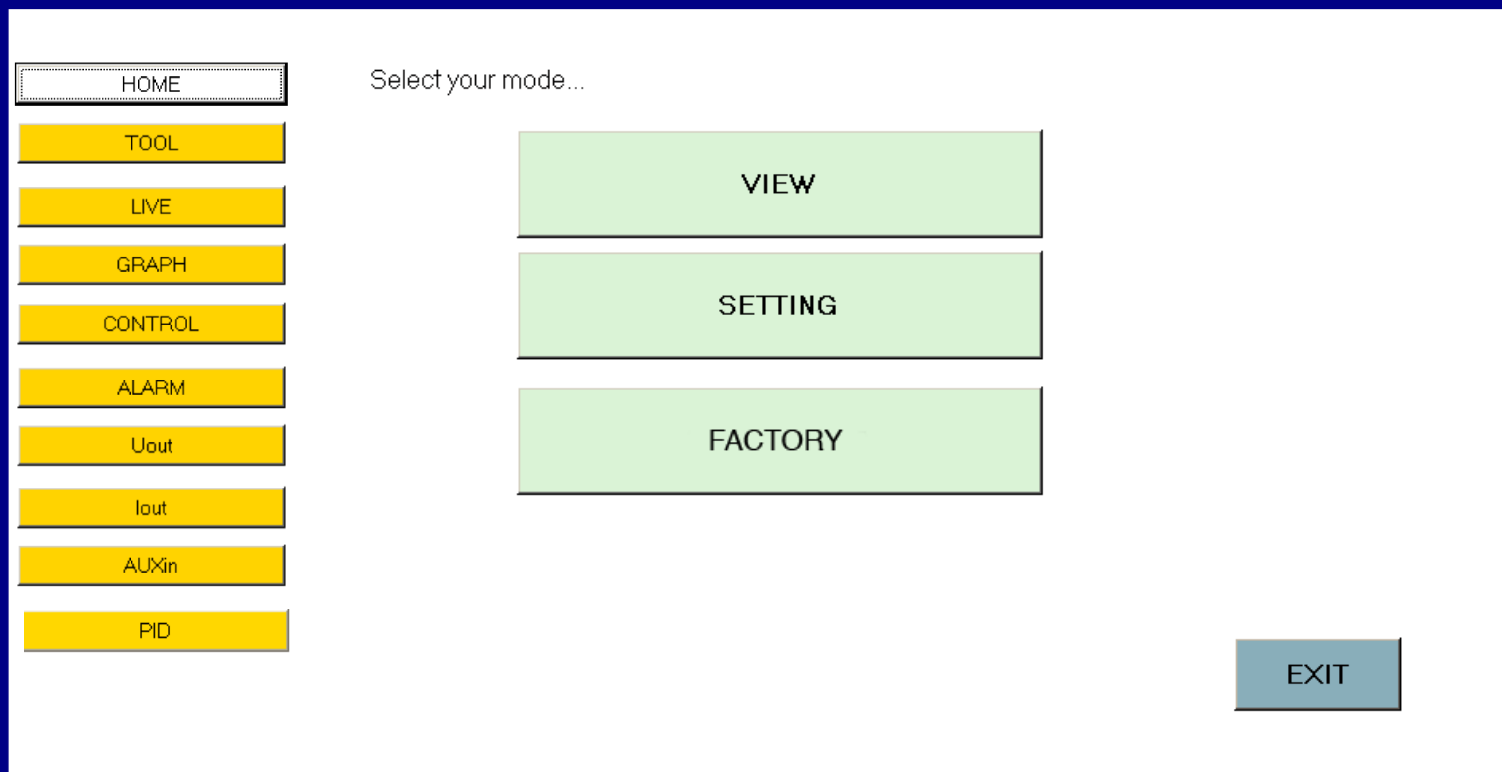 HOME
TOOL
LIVE
GRAPH
CONTROL
ALARM
Uout
Iout
AUXin
PID
Select your mode...
VIEW
SETTING
FACTORY
EXIT